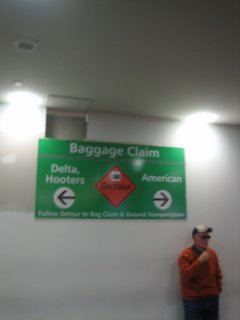 Baggage Claim
Delta,
Hooters
Detour
American
Follow Detour to Bag Claim & Ground Transportation